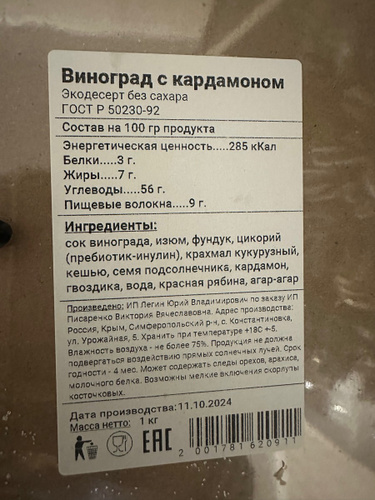 Виноград с кардамоном
Экодесерт без сахара
ГОСТ Р 50230-92
Состав на 100 гр продукта
Энергетическая ценность.....285 кКал
Белки.....3 г.
Жиры.....7 г.
Углеводы.....56 г.
Пищевые волокна.....9 г.
Ингредиенты:
сок винограда, изюм, фундук, цикорий
(пребиотик-инулин), крахмал кукурузный,
кешью, семя подсолнечника, кардамон,
гвоздика, вода, красная рябина, агар-агар
Произведено: ИП Легин Юрий Владимирович по заказу ИП
Писаренко Виктория Вячеславовна. Адрес производства:
Россия, Крым, Симферопольский р-н, с. Константиновка,
ул. Урожайная, 5. Хранить при температуре +18С +-5.
Влажность воздуха - не более 75%. Продукция не должна
подвергаться воздействию прямых солнечных лучей. Срок
годности - 4 мес. Может содержать следы орехов, арахиса,
молочного белка. Возможны мелкие включения скорлупы
косточковых.
Дата производства: 11.10.2024
Масса нетто: 1 кг
EAC
2 001781 620911